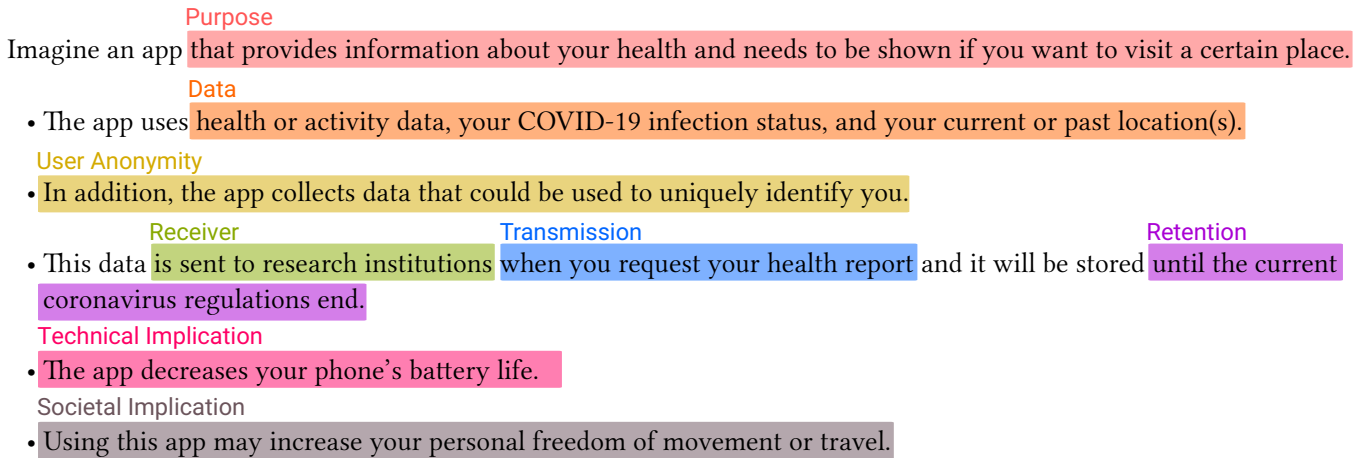 Purpose
Imagine an app that provides information about your health and needs to be shown if you want to visit a certain place.
Data
• The app uses health or activity data, your COVID-19 infection status, and your current or past location(s).
User Anonymity
• In addition, the app collects data that could be used to uniquely identify you.
Receiver Transmission Retention
• This data is sent to research institutions when you request your health report and it will be stored until the current
coronavirus regulations end.
Technical Implication
• The app decreases your phone's battery life.
Societal Implication
• Using this app may increase your personal freedom of movement or travel.